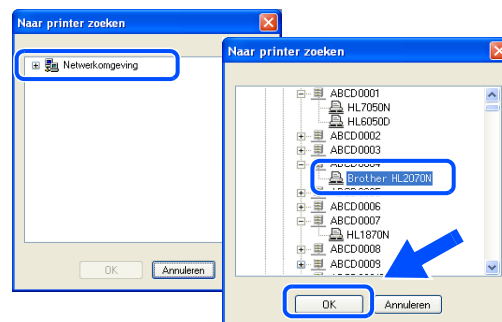 Naar printer zoeken
Netwerkomgeving
OK
Annuleren
Naar printer zoeken
ABCD0001
HL7050N
HL6050D
ABCD0002
ABCD0003
ABCD0004
Brother HL2070N
ABCD0006
ABCD0007
HL1870N
ABCD0008
ABCD0009
OK
Annuleren